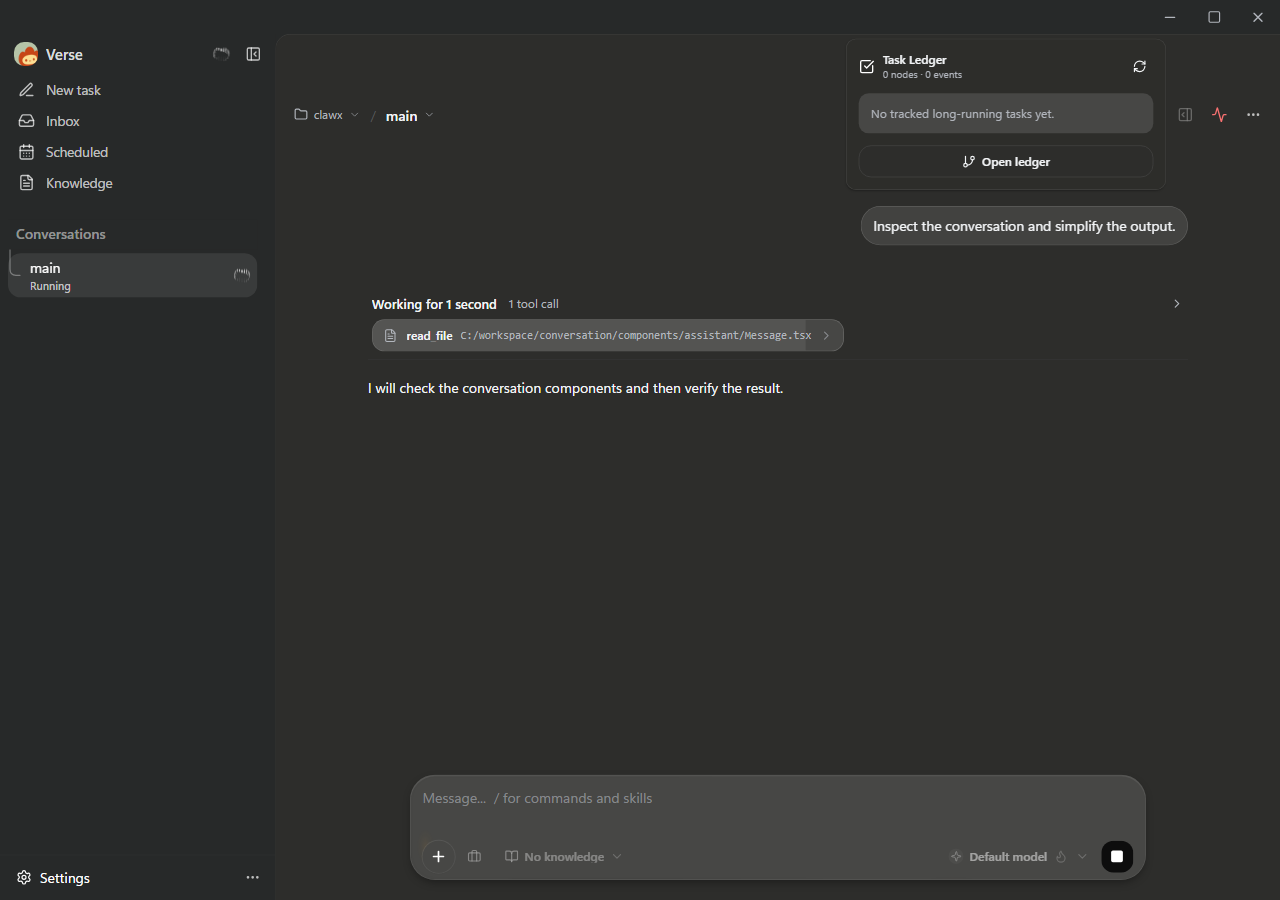 Verse
New task
Inbox
Scheduled
Knowledge
Conversations
main
Running
Settings
clawx / main
Task Ledger
0 nodes · 0 events
No tracked long-running tasks yet.
Open ledger
Inspect the conversation and simplify the output.
Working for 1 second 1 tool call
read_file C:/workspace/conversation/components/assistant/Message.tsx
I will check the conversation components and then verify the result.
Message... / for commands and skills
No knowledge
Default model